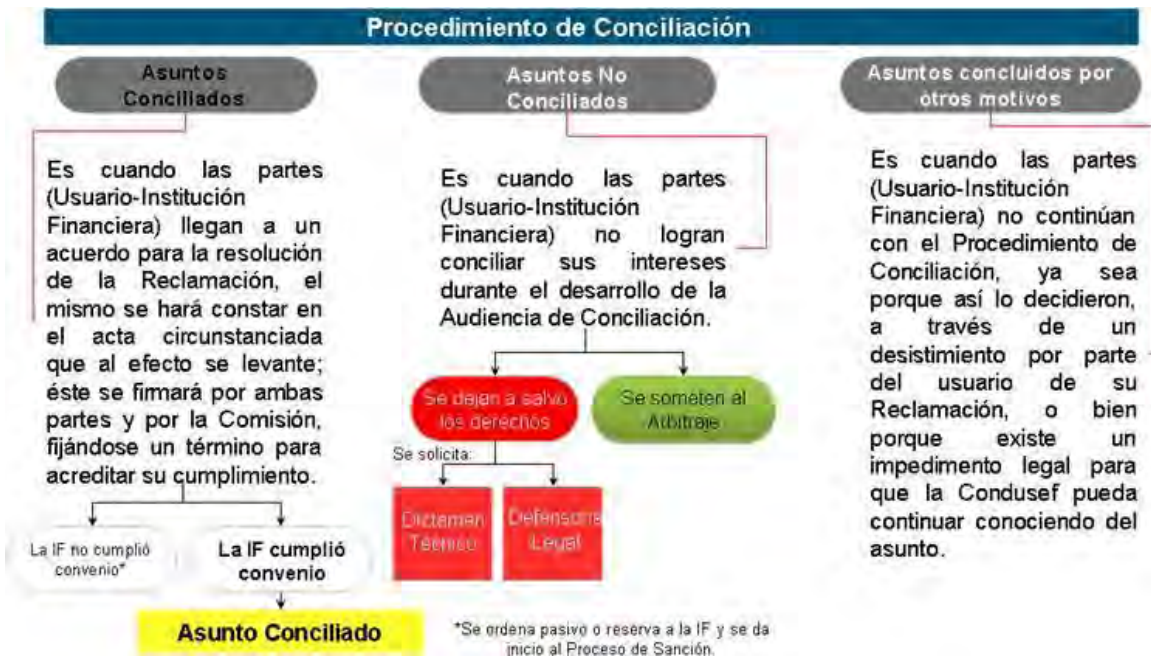 Procedimiento de Conciliación
Asuntos
Conciliados
Es cuando las partes
(Usuario-Institución
Financiera) llegan a un
acuerdo para la resolución
de la Reclamación, el
mismo se hará constar en
el acta circunstanciada
que al efecto se levante;
éste se firmará por ambas
partes y por la Comisión,
fijándose un término para
acreditar su cumplimiento.
La IF no cumplió
convenio*
La IF cumplió
convenio
Asunto Conciliado
Asuntos No
Conciliados
Es cuando las partes
(Usuario-Institución
Financiera) no logran
conciliar sus intereses
durante el desarrollo de la
Audiencia de Conciliación.
Se dejan a salvo
los derechos
Se someten al
Arbitraje
Se solicita:
Dictamen
Técnico
Defensoría
Legal
*Se ordena pasivo o reserva a la IF y se da
inicio al Proceso de Sanción.
Asuntos concluidos por
otros motivos
Es cuando las partes
(Usuario-Institución
Financiera) no continúan
con el Procedimiento de
Conciliación, ya sea
porque así lo decidieron,
a través de un
desistimiento por parte
del usuario de su
Reclamación, o bien
porque existe un
impedimento legal para
que la Condusef pueda
continuar conociendo del
asunto.